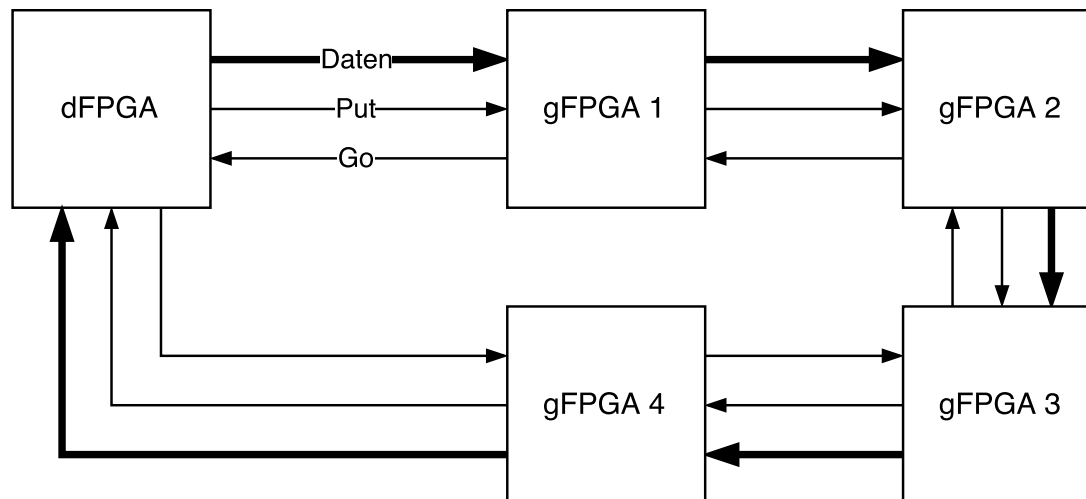 dFPGA
Daten
Put
Go
gFPGA 1
gFPGA 2
gFPGA 4
gFPGA 3